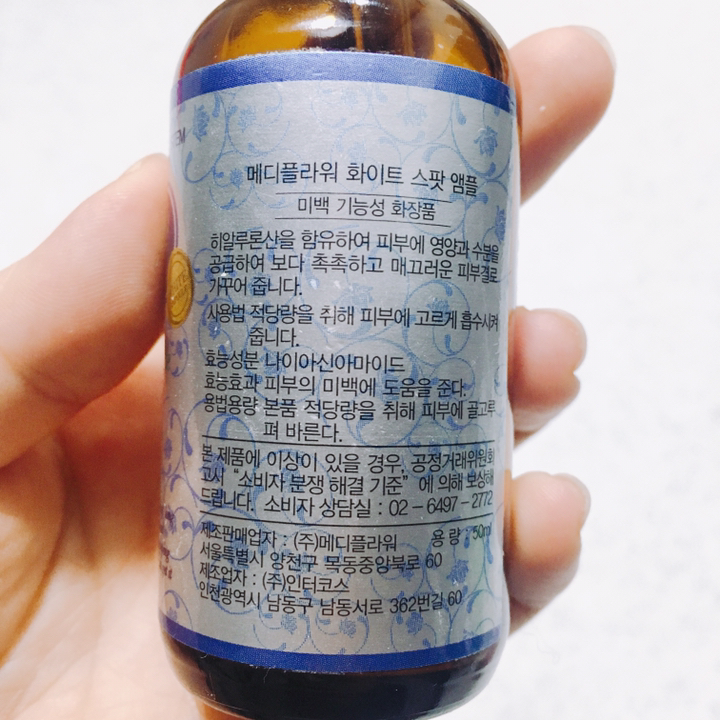 메디플라워 화이트 스팟 앰플
미백 기능성 화장품
히알루론산을 함유하여 피부에 영양과 수분을
공급하여 보다 촉촉하고 매끄러운 피부결로
가꾸어 줍니다.
사용법 적당량을 취해 피부에 고르게 흡수시켜
줍니다.
효능성분 나이아신아마이드
효능효과 피부의 미백에 도움을 준다.
용법용량 본품 적당량을 취해 피부에 골고루
펴 바른다.
본 제품에 이상이 있을 경우, 공정거래위원회
고시 "소비자 분쟁 해결 기준" 에 의해 보상해
드립니다. 소비자 상담실 : 02-6497-2772
제조판매업자 : (주)메디플라워 용 량 : 50ml
서울특별시 양천구 목동중앙북로 60
제조업자 : (주)인터코스
인천광역시 남동구 남동서로 362번길 60